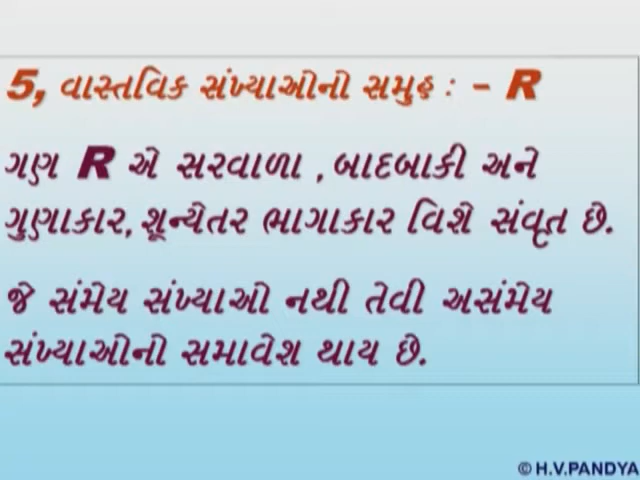 5, વાસ્તવિક સંખ્યાઓનો સમુહ : – R
ગણ R એ સરવાળા , બાદબાકી અને
ગુણાકાર, શૂન્યેતર ભાગાકાર વિશે સંવૃત છે.
જે સંમેય સંખ્યાઓ નથી તેવી અસંમેય
સંખ્યાઓનો સમાવેશ થાય છે.
© H.V.PANDYA